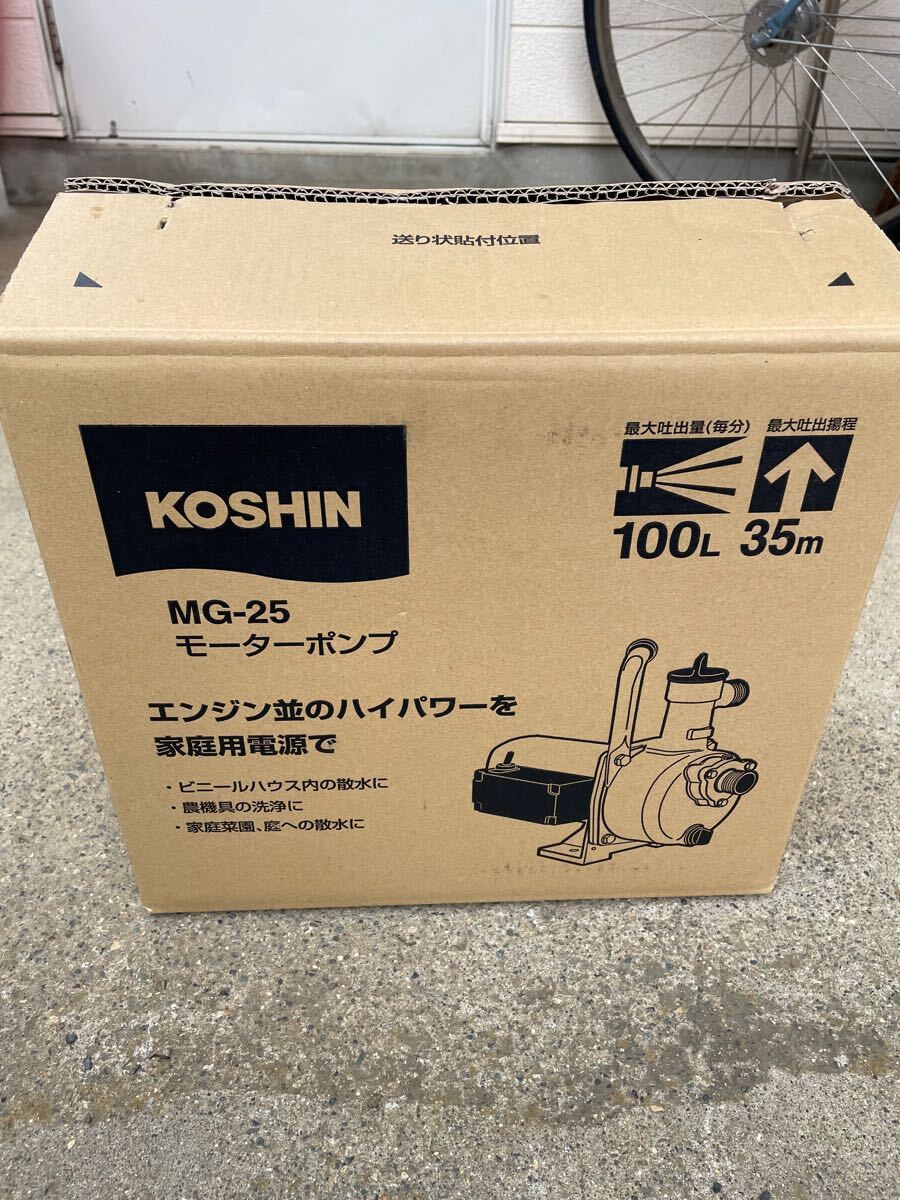 送り状貼付位置
KOSHIN
最大吐出量(毎分)
最大吐出揚程
100L
35m
MG-25
モーターポンプ
エンジン並のハイパワーを
家庭用電源で
・ビニールハウス内の散水に
・農機具の洗浄に
・家庭菜園、庭への散水に